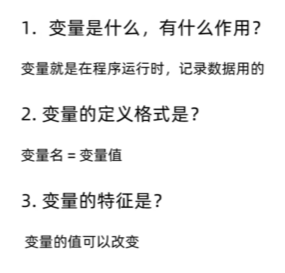 1. 变量是什么，有什么作用？
变量就是在程序运行时，记录数据用的
2. 变量的定义格式是？
变量名 = 变量值
3. 变量的特征是？
变量的值可以改变